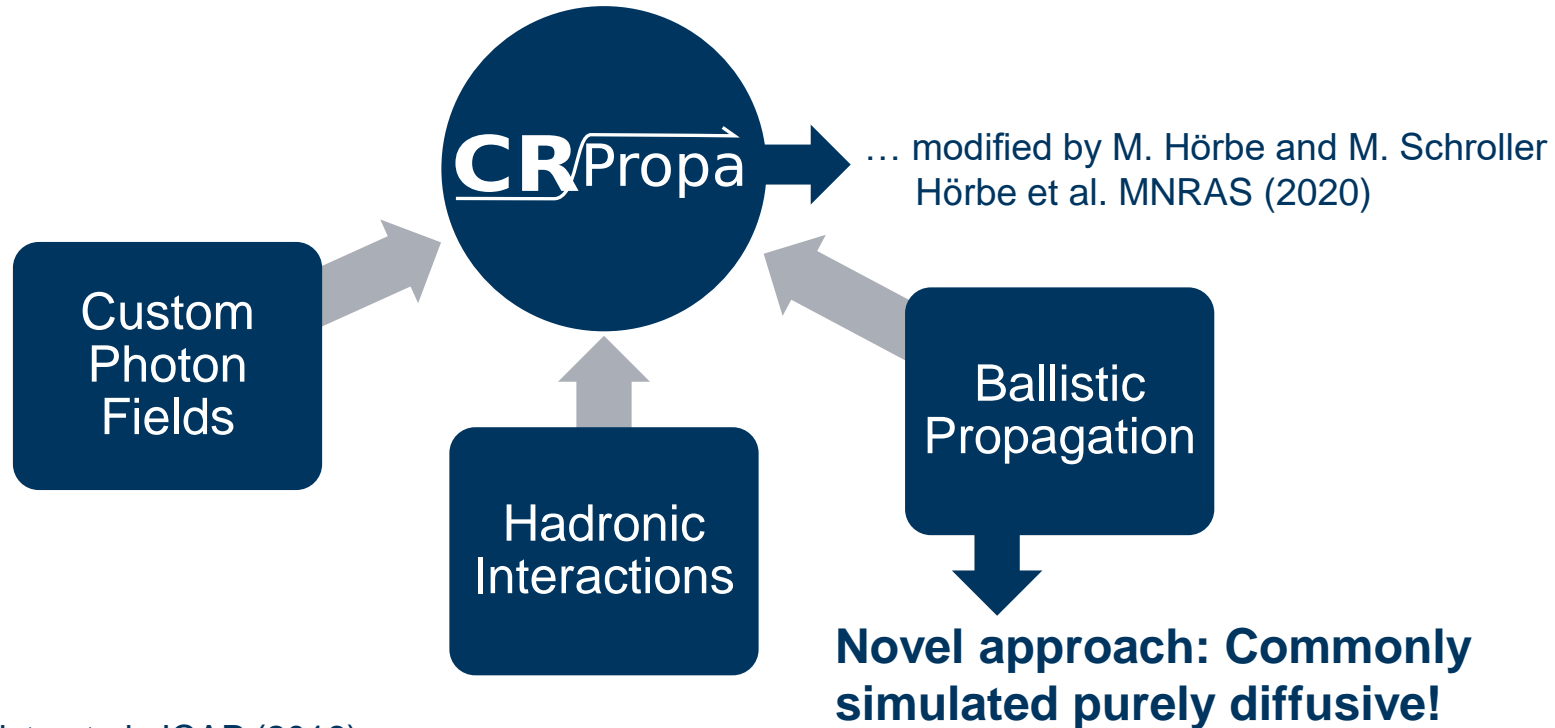 CRPropa
… modified by M. Hörbe and M. Schroller
Hörbe et al. MNRAS (2020)
Custom
Photon
Fields
Hadronic
Interactions
Ballistic
Propagation
Novel approach: Commonly
simulated purely diffusive!